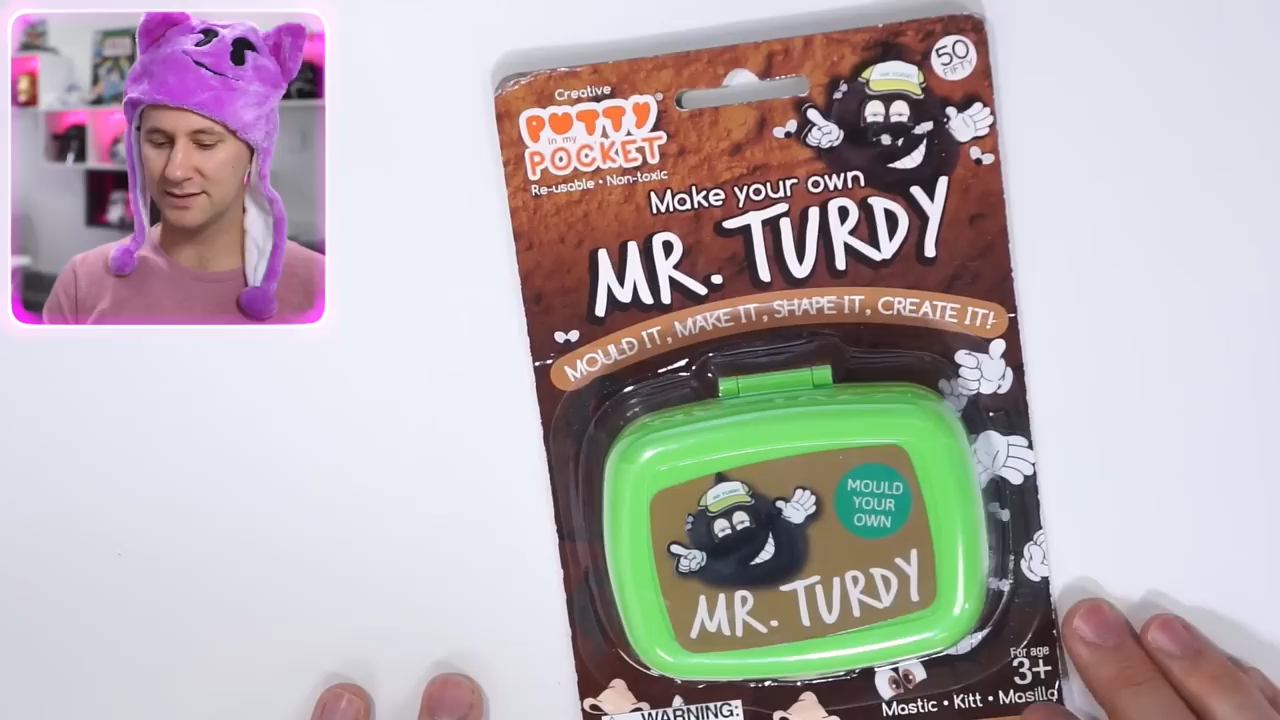 Creative
PUTTY
in my
POCKET®
Re-usable • Non-toxic
50
FIFTY
Make your own
MR. TURDY
MOULD IT, MAKE IT, SHAPE IT, CREATE IT!
MOULD
YOUR
OWN
MR. TURDY
For age
3+
Mastic • Kitt • Masilla
WARNING: